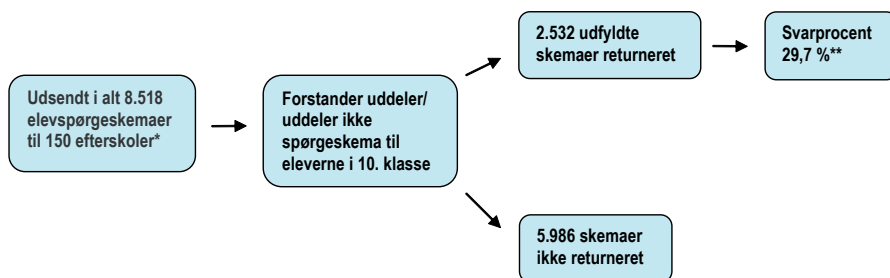 2.532 udfyldte
skemaer returneret
Svarprocent
29,7 %**
Udsendt i alt 8.518
elevspørgeskemaer
til 150 efterskoler*
Forstander uddeler/
uddeler ikke
spørgeskema til
eleverne i 10. klasse
5.986 skemaer
ikke returneret